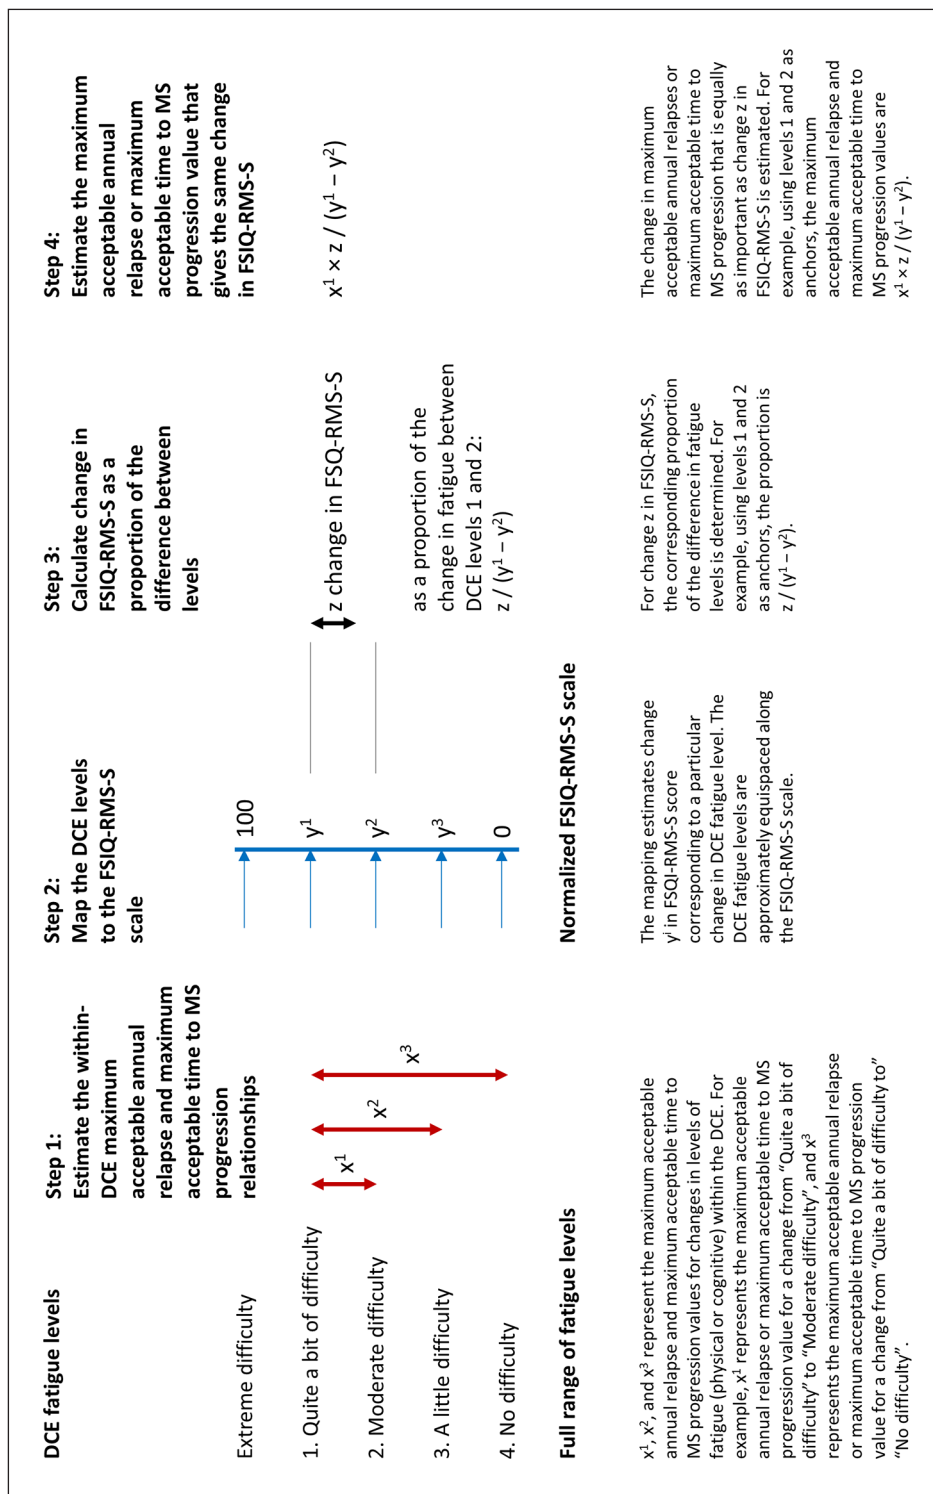 DCE fatigue levels
Extreme difficulty
1. Quite a bit of difficulty
2. Moderate difficulty
3. A little difficulty
4. No difficulty
Full range of fatigue levels
x¹, x², and x³ represent the maximum acceptable
annual relapse and maximum acceptable time to
MS progression values for changes in levels of
fatigue (physical or cognitive) within the DCE. For
example, x¹ represents the maximum acceptable
annual relapse or maximum acceptable time to MS
progression value for a change from “Quite a bit of
difficulty” to “Moderate difficulty”, and x³
represents the maximum acceptable annual relapse
or maximum acceptable time to MS progression
value for a change from “Quite a bit of difficulty to”
“No difficulty”.
Step 1:
Estimate the within-
DCE maximum
acceptable annual
relapse and maximum
acceptable time to MS
progression
relationships
x¹
x²
x³
Step 2:
Map the DCE levels
to the FSIQ-RMS-S
scale
100
y¹
y²
y³
0
Normalized FSIQ-RMS-S scale
The mapping estimates change
yⁱ in FSQI-RMS-S score
corresponding to a particular
change in DCE fatigue level. The
DCE fatigue levels are
approximately equispaced along
the FSIQ-RMS-S scale.
Step 3:
Calculate change in
FSIQ-RMS-S as a
proportion of the
difference between
levels
z change in FSQ-RMS-S
as a proportion of the
change in fatigue between
DCE levels 1 and 2:
z / (y¹ − y²)
For change z in FSIQ-RMS-S,
the corresponding proportion
of the difference in fatigue
levels is determined. For
example, using levels 1 and 2
as anchors, the proportion is
z / (y¹ − y²).
Step 4:
Estimate the maximum
acceptable annual
relapse or maximum
acceptable time to MS
progression value that
gives the same change
in FSIQ-RMS-S
x¹ × z / (y¹ − y²)
The change in maximum
acceptable annual relapses or
maximum acceptable time to
MS progression that is equally
as important as change z in
FSIQ-RMS-S is estimated. For
example, using levels 1 and 2 as
anchors, the maximum
acceptable annual relapse and
maximum acceptable time to
MS progression values are
x¹ × z / (y¹ − y²).